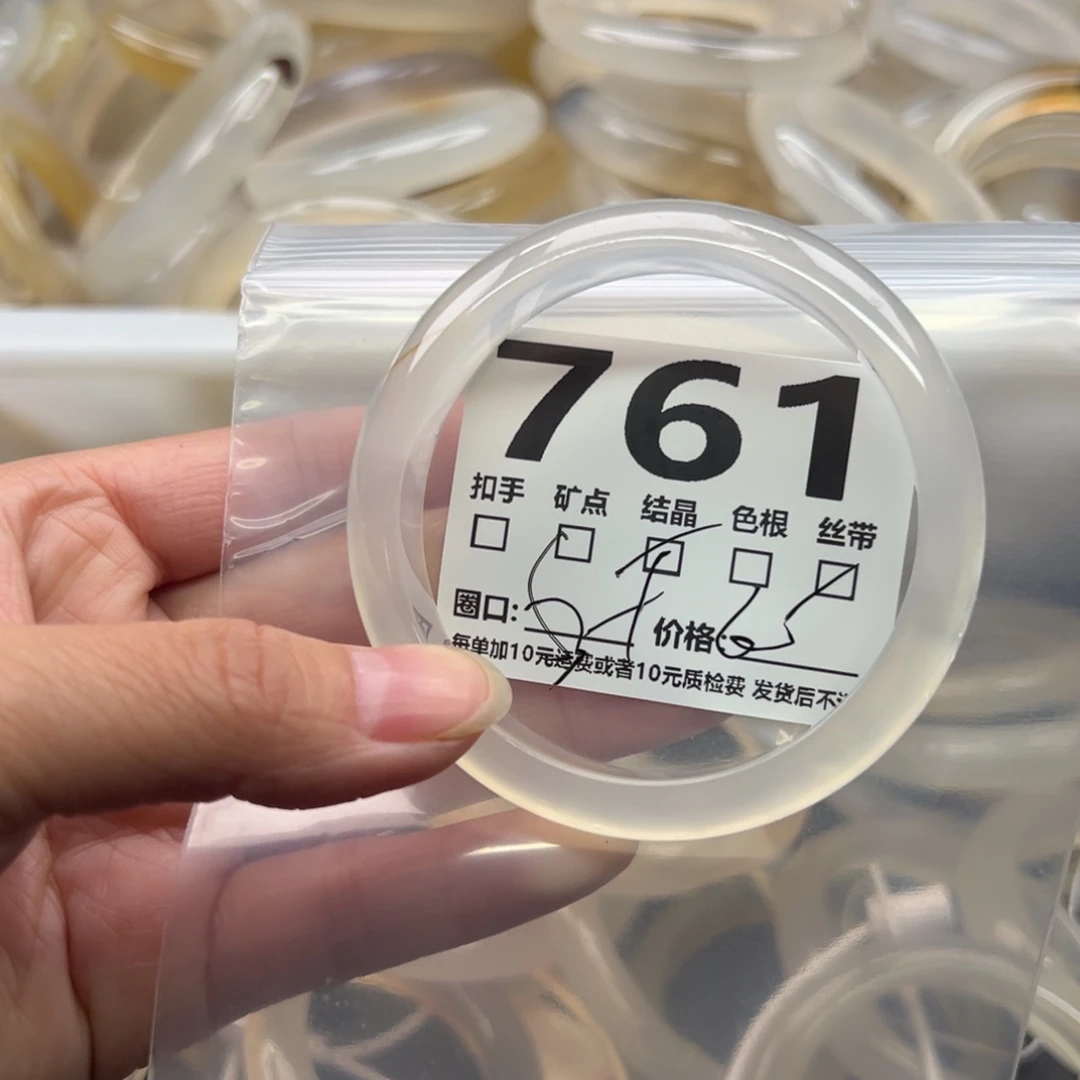 761
扣手 矿点 结晶 色根 丝带
圈口: 价格:
每单加10元运费或者10元质检费 发货后不